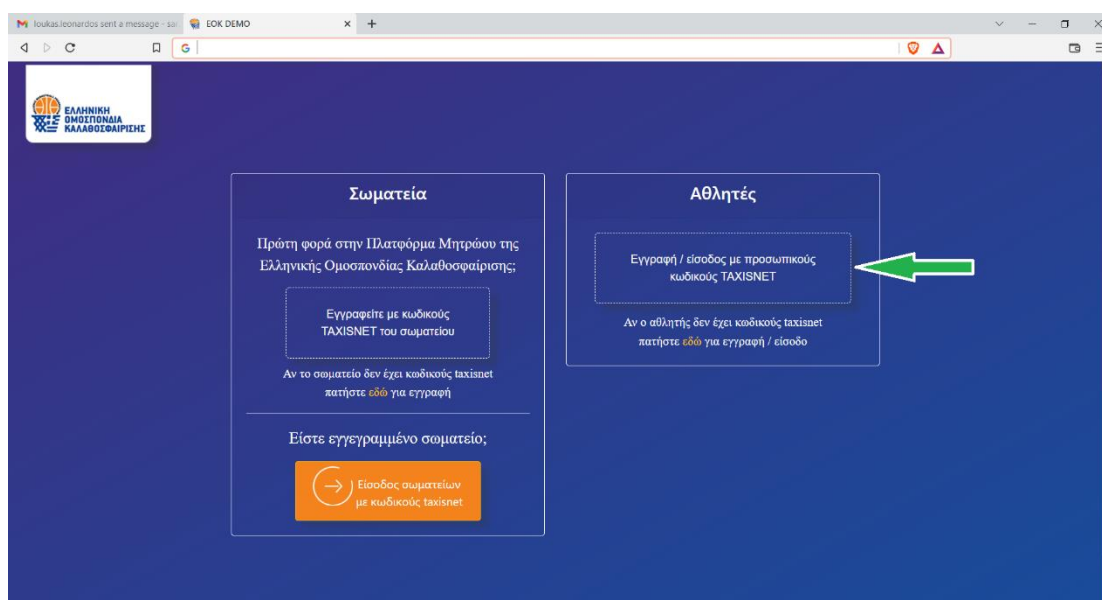 loukas.leonardos sent a message - sa
EOK DEMO
ΕΛΛΗΝΙΚΗ
ΟΜΟΣΠΟΝΔΙΑ
ΚΑΛΑΘΟΣΦΑΙΡΙΣΗΣ
Σωματεία
Πρώτη φορά στην Πλατφόρμα Μητρώου της
Ελληνικής Ομοσπονδίας Καλαθοσφαίρισης;
Εγγραφείτε με κωδικούς
TAXISNET του σωματείου
Αν το σωματείο δεν έχει κωδικούς taxisnet
πατήστε εδώ για εγγραφή
Είστε εγγεγραμμένο σωματείο;
Είσοδος σωματείων
με κωδικούς taxisnet
Αθλητές
Εγγραφή / είσοδος με προσωπικούς
κωδικούς TAXISNET
Αν ο αθλητής δεν έχει κωδικούς taxisnet
πατήστε εδώ για εγγραφή / είσοδο